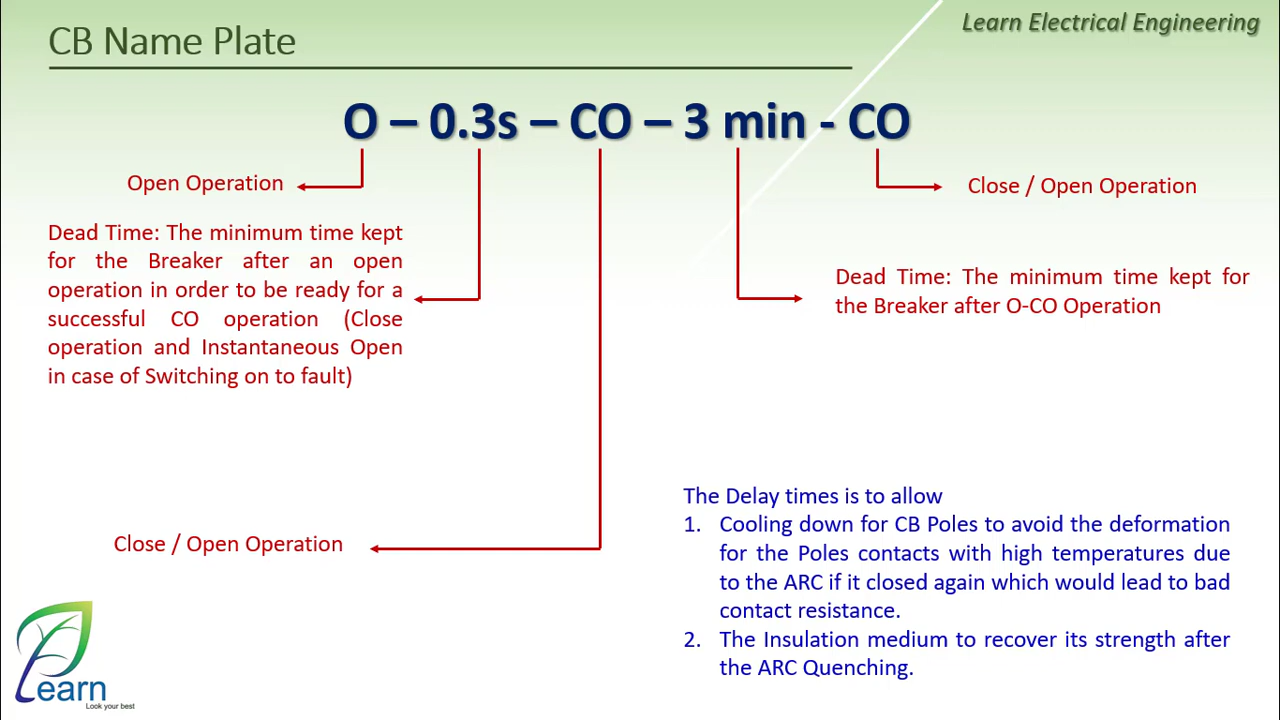 CB Name Plate
Learn Electrical Engineering
O – 0.3s – CO – 3 min - CO
Open Operation
Close / Open Operation
Dead Time: The minimum time kept
for the Breaker after an open
operation in order to be ready for a
successful CO operation (Close
operation and Instantaneous Open
in case of Switching on to fault)
Dead Time: The minimum time kept for
the Breaker after O-CO Operation
Close / Open Operation
The Delay times is to allow
1. Cooling down for CB Poles to avoid the deformation
for the Poles contacts with high temperatures due
to the ARC if it closed again which would lead to bad
contact resistance.
2. The Insulation medium to recover its strength after
the ARC Quenching.
Learn
Look your best